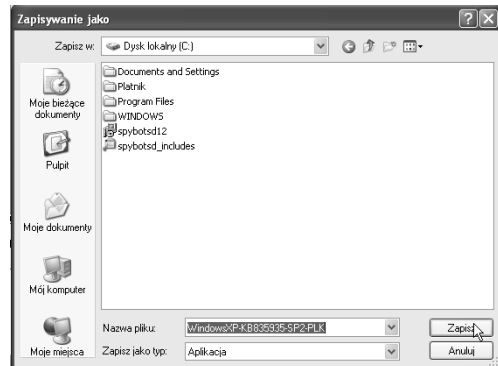 Zapisywanie jako
Zapisz w:
Dysk lokalny (C:)
Moje bieżące
dokumenty
Pulpit
Moje dokumenty
Mój komputer
Moje miejsca
Documents and Settings
Platnik
Program Files
WINDOWS
spybotsd12
spybotsd_includes
Nazwa pliku:
WindowsXP-KB835935-SP2-PLK
Zapisz
Zapisz jako typ:
Aplikacja
Anuluj